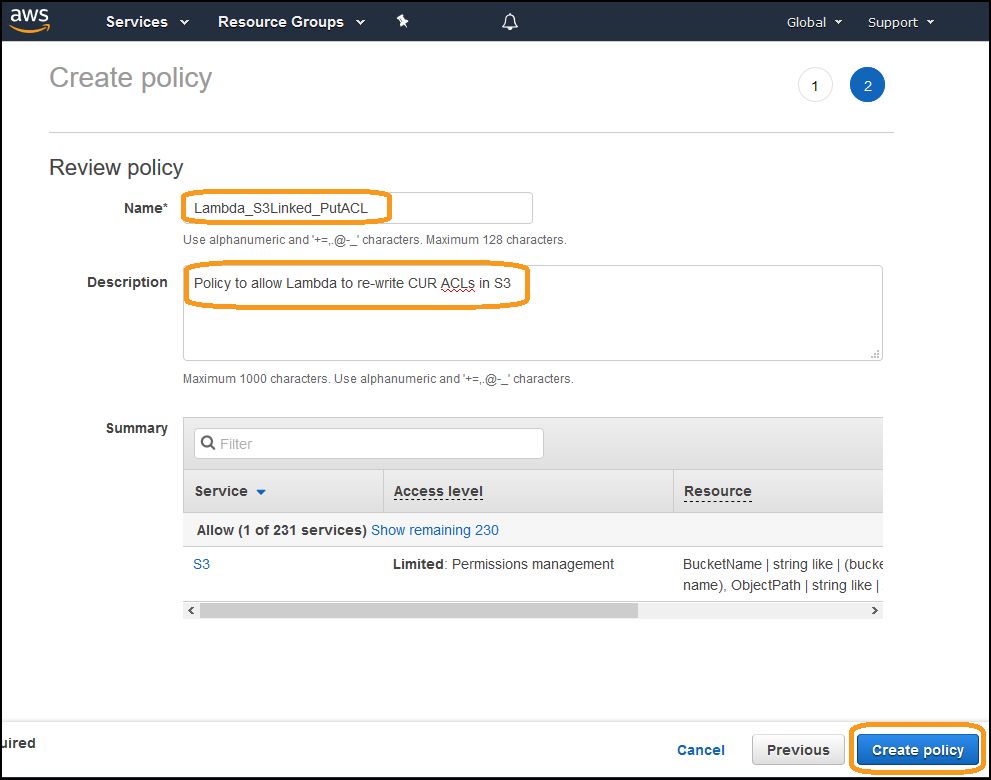 aws Services Resource Groups Global Support
Create policy 1 2
Review policy
Name* Lambda_S3Linked_PutACL
Use alphanumeric and '+=,.@-_' characters. Maximum 128 characters.
Description Policy to allow Lambda to re-write CUR ACLs in S3
Maximum 1000 characters. Use alphanumeric and '+=,.@-_' characters.
Summary Filter
Service Access level Resource
Allow (1 of 231 services) Show remaining 230
S3 Limited: Permissions management BucketName | string like | (bucke
name), ObjectPath | string like |
uired
Cancel Previous Create policy